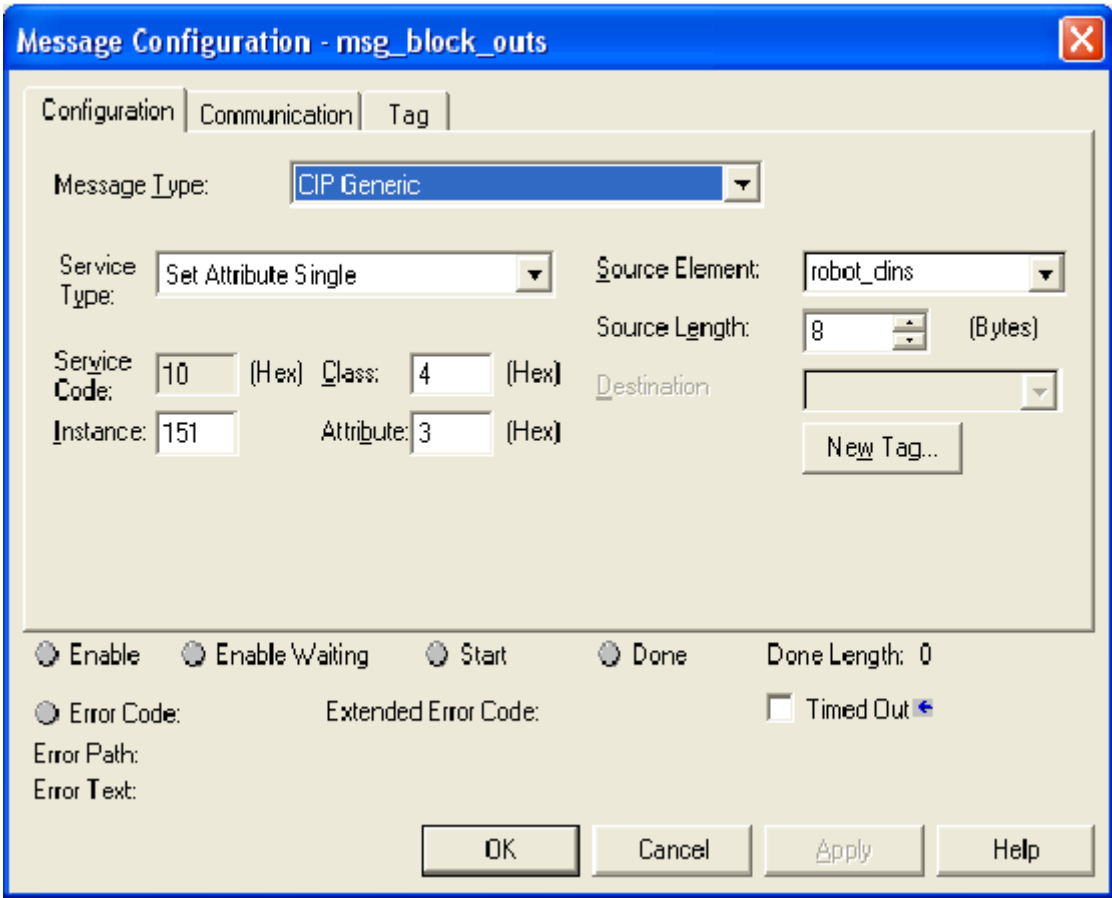 Message Configuration - msg_block_outs
Configuration Communication Tag
Message Type: CIP Generic
Service Type: Set Attribute Single
Source Element: robot_dins
Source Length: 8 (Bytes)
Service Code: 10 (Hex) Class: 4 (Hex)
Destination
Instance: 151 Attribute: 3 (Hex)
New Tag...
Enable Enable Waiting Start Done Done Length: 0
Error Code: Extended Error Code: Timed Out
Error Path:
Error Text:
OK Cancel Apply Help